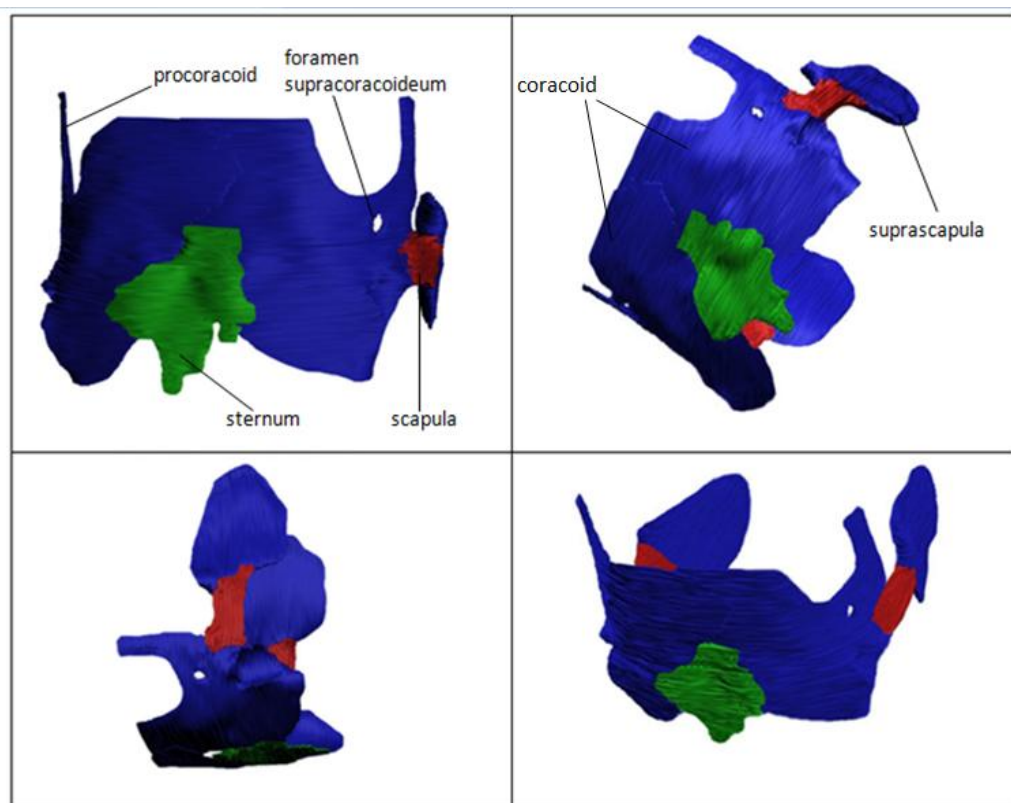 procoracoid
foramen
supracoracoideum
coracoid
suprascapula
sternum
scapula